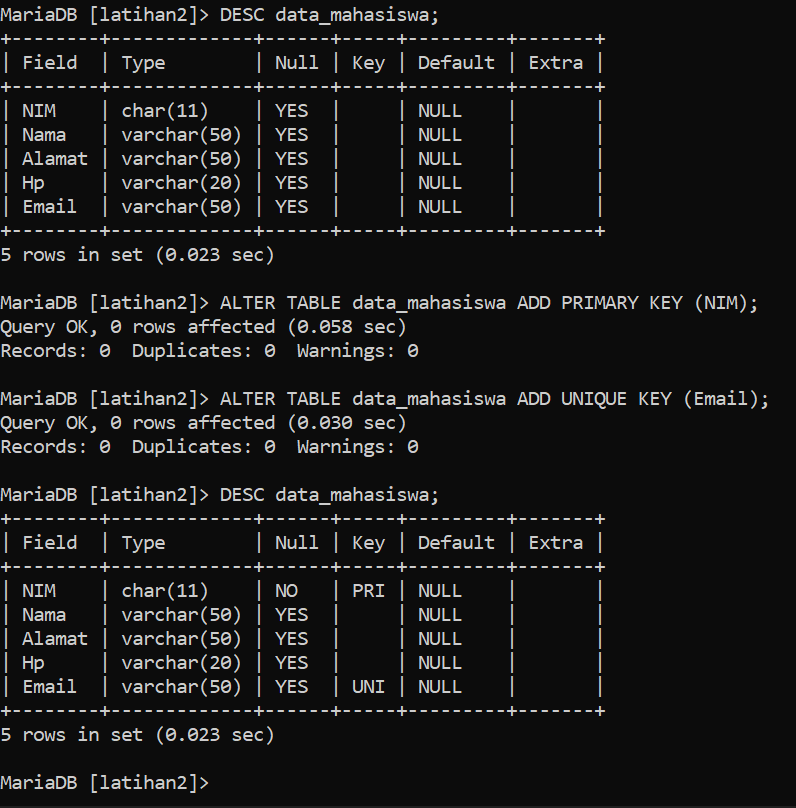 MariaDB [latihan2]> DESC data_mahasiswa;
+--------+-------------+------+-----+---------+-------+
| Field  | Type        | Null | Key | Default | Extra |
+--------+-------------+------+-----+---------+-------+
| NIM    | char(11)    | YES  |     | NULL    |       |
| Nama   | varchar(50) | YES  |     | NULL    |       |
| Alamat | varchar(50) | YES  |     | NULL    |       |
| Hp     | varchar(20) | YES  |     | NULL    |       |
| Email  | varchar(50) | YES  |     | NULL    |       |
+--------+-------------+------+-----+---------+-------+
5 rows in set (0.023 sec)

MariaDB [latihan2]> ALTER TABLE data_mahasiswa ADD PRIMARY KEY (NIM);
Query OK, 0 rows affected (0.058 sec)
Records: 0  Duplicates: 0  Warnings: 0

MariaDB [latihan2]> ALTER TABLE data_mahasiswa ADD UNIQUE KEY (Email);
Query OK, 0 rows affected (0.030 sec)
Records: 0  Duplicates: 0  Warnings: 0

MariaDB [latihan2]> DESC data_mahasiswa;
+--------+-------------+------+-----+---------+-------+
| Field  | Type        | Null | Key | Default | Extra |
+--------+-------------+------+-----+---------+-------+
| NIM    | char(11)    | NO   | PRI | NULL    |       |
| Nama   | varchar(50) | YES  |     | NULL    |       |
| Alamat | varchar(50) | YES  |     | NULL    |       |
| Hp     | varchar(20) | YES  |     | NULL    |       |
| Email  | varchar(50) | YES  | UNI | NULL    |       |
+--------+-------------+------+-----+---------+-------+
5 rows in set (0.023 sec)

MariaDB [latihan2]>